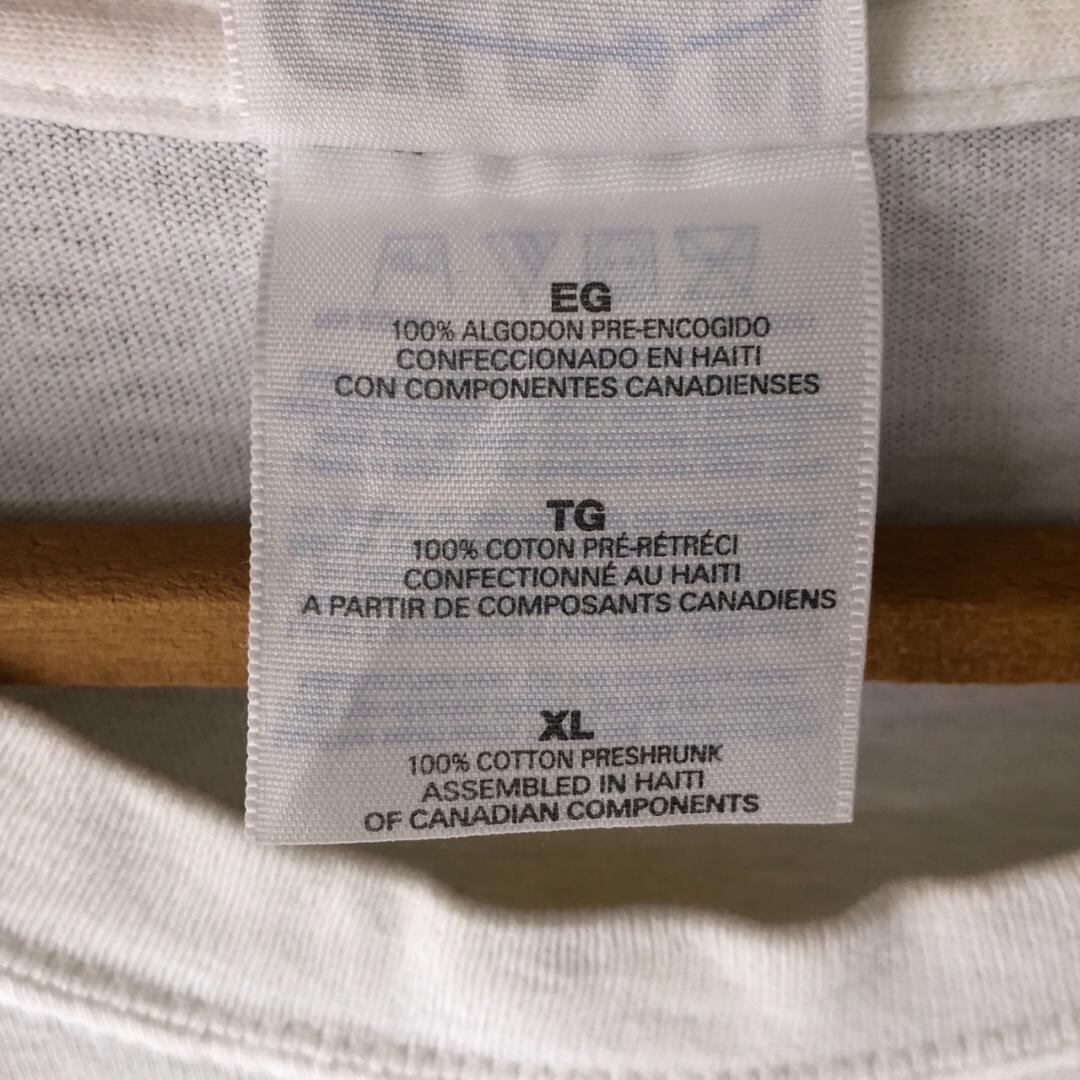 EG
100% ALGODON PRE-ENCOGIDO
CONFECCIONADO EN HAITI
CON COMPONENTES CANADIENSES
TG
100% COTON PRÉ-RÉTRÉCI
CONFECTIONNÉ AU HAITI
A PARTIR DE COMPOSANTS CANADIENS
XL
100% COTTON PRESHRUNK
ASSEMBLED IN HAITI
OF CANADIAN COMPONENTS